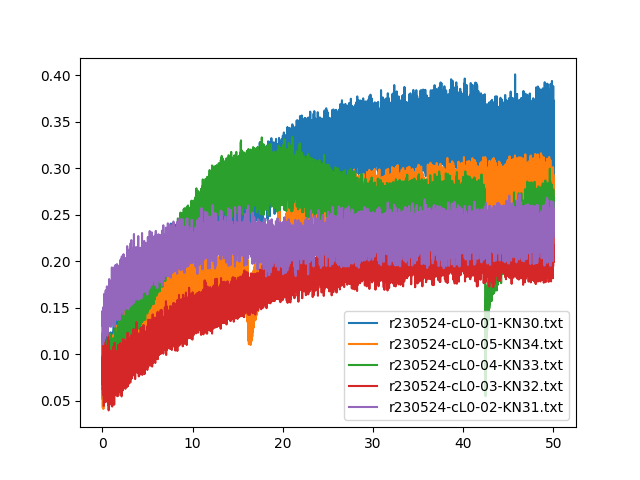 0.40
0.35
0.30
0.25
0.20
0.15
0.10
0.05
r230524-cL0-01-KN30.txt
r230524-cL0-05-KN34.txt
r230524-cL0-04-KN33.txt
r230524-cL0-03-KN32.txt
r230524-cL0-02-KN31.txt
0 10 20 30 40 50